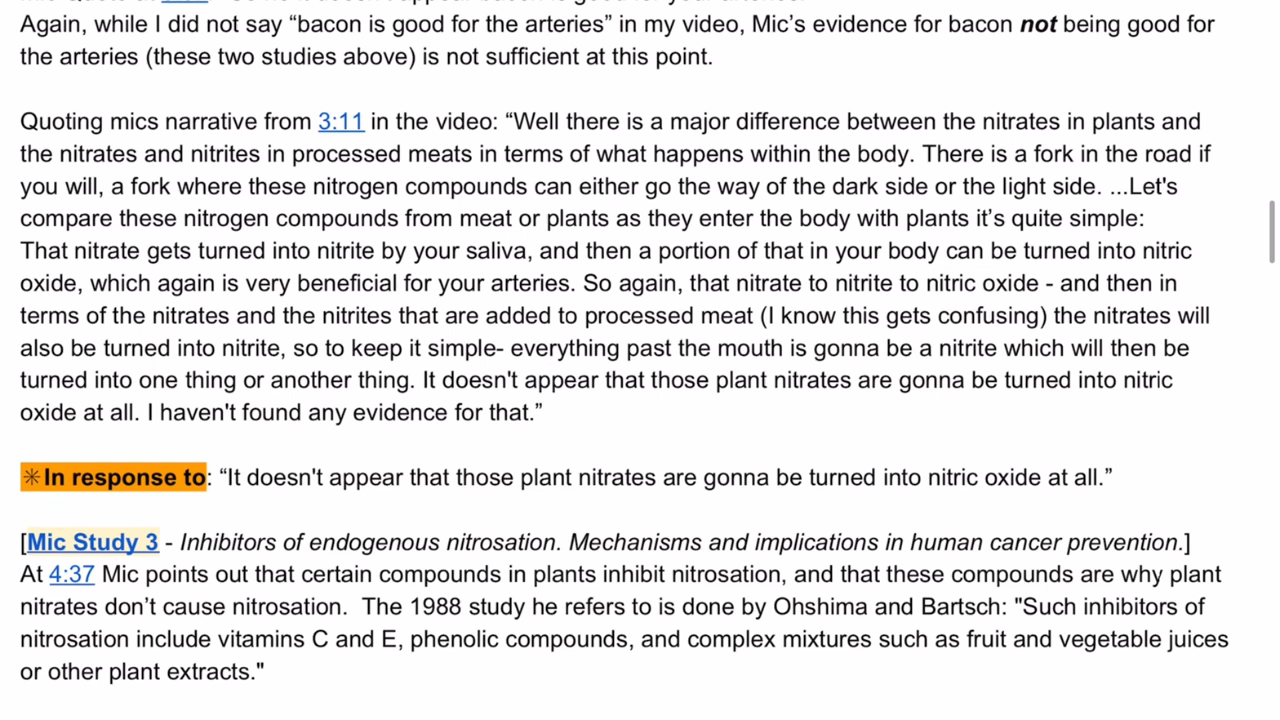 Again, while I did not say “bacon is good for the arteries” in my video, Mic’s evidence for bacon not being good for
the arteries (these two studies above) is not sufficient at this point.
Quoting mics narrative from 3:11 in the video: “Well there is a major difference between the nitrates in plants and
the nitrates and nitrites in processed meats in terms of what happens within the body. There is a fork in the road if
you will, a fork where these nitrogen compounds can either go the way of the dark side or the light side. ...Let's
compare these nitrogen compounds from meat or plants as they enter the body with plants it’s quite simple:
That nitrate gets turned into nitrite by your saliva, and then a portion of that in your body can be turned into nitric
oxide, which again is very beneficial for your arteries. So again, that nitrate to nitrite to nitric oxide - and then in
terms of the nitrates and the nitrites that are added to processed meat (I know this gets confusing) the nitrates will
also be turned into nitrite, so to keep it simple- everything past the mouth is gonna be a nitrite which will then be
turned into one thing or another thing. It doesn't appear that those plant nitrates are gonna be turned into nitric
oxide at all. I haven't found any evidence for that.”
✳In response to: “It doesn't appear that those plant nitrates are gonna be turned into nitric oxide at all.”
[Mic Study 3 - Inhibitors of endogenous nitrosation. Mechanisms and implications in human cancer prevention.]
At 4:37 Mic points out that certain compounds in plants inhibit nitrosation, and that these compounds are why plant
nitrates don’t cause nitrosation.  The 1988 study he refers to is done by Ohshima and Bartsch: "Such inhibitors of
nitrosation include vitamins C and E, phenolic compounds, and complex mixtures such as fruit and vegetable juices
or other plant extracts."